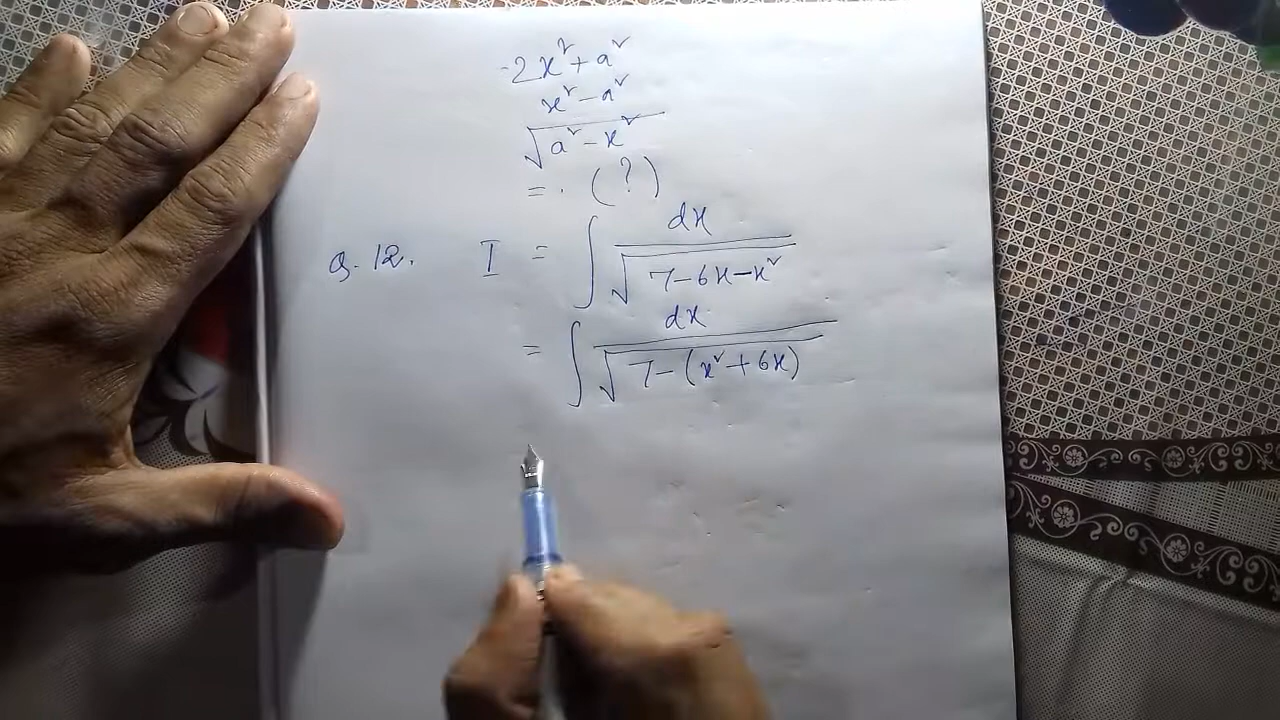 -2x² + a²
x² - a²
√(a² - x²)
= . (?)
Q. 12. I = ∫ dx / √(7-6x-x²)
= ∫ dx / √(7-(x²+6x))